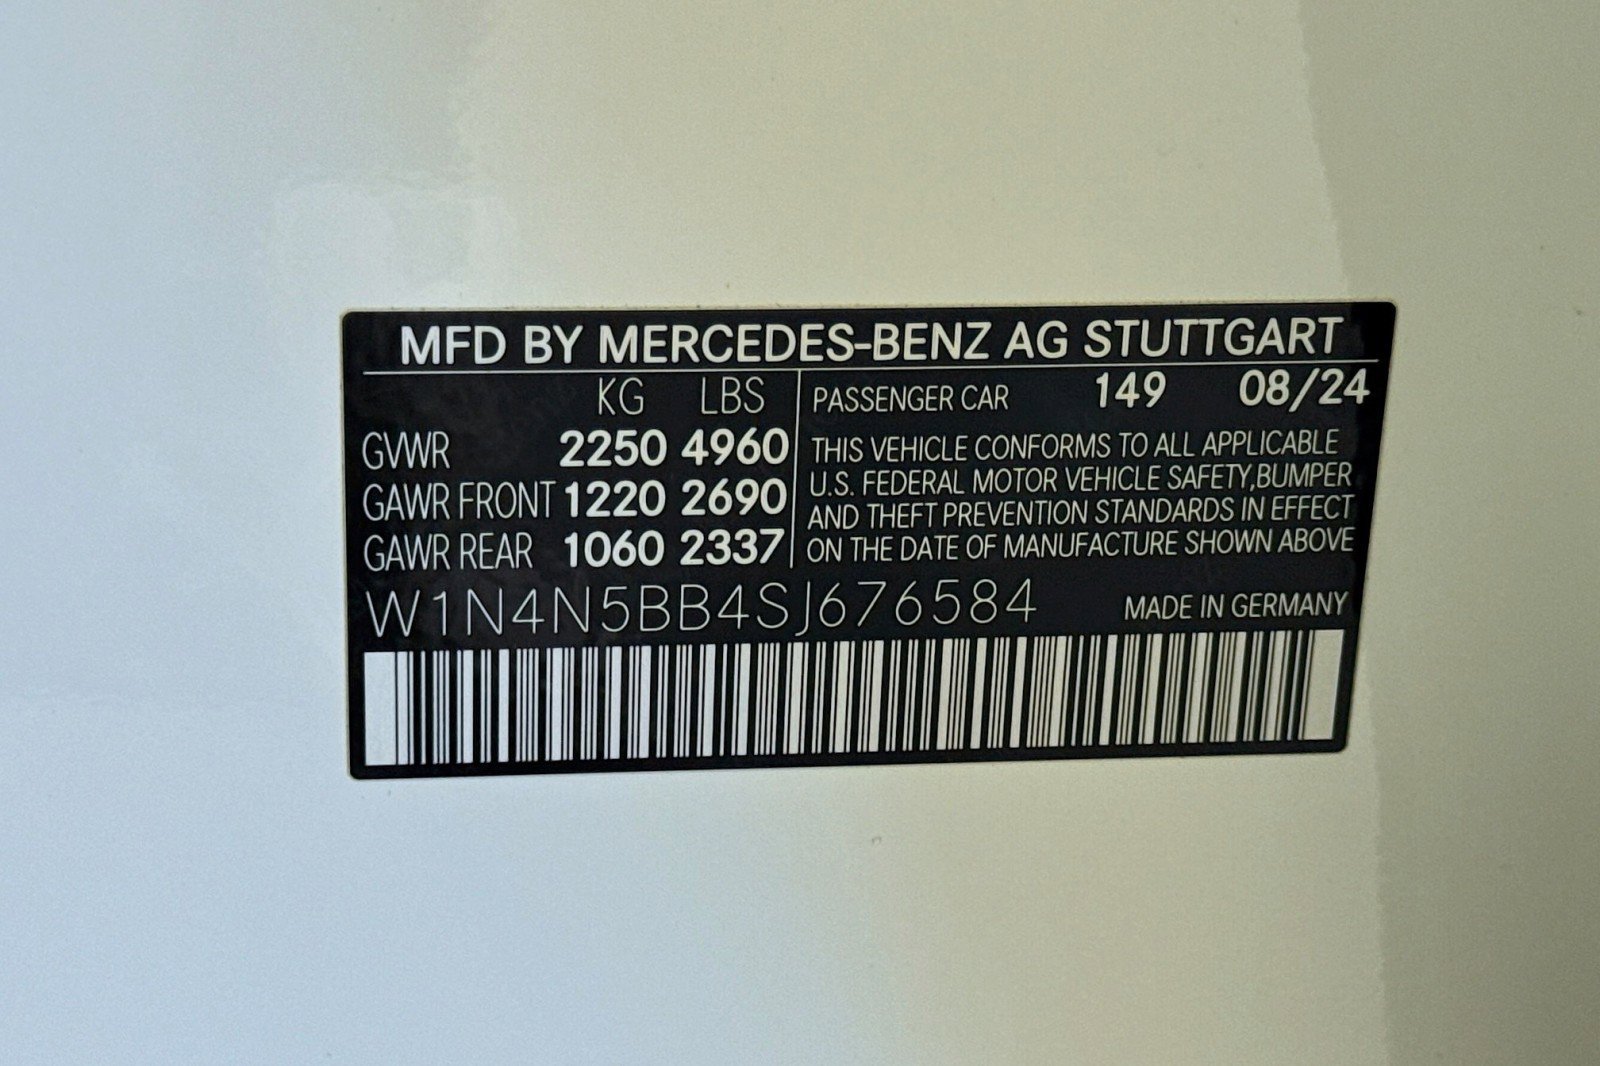 MFD BY MERCEDES-BENZ AG STUTTGART
KG LBS
GVWR 2250 4960
GAWR FRONT 1220 2690
GAWR REAR 1060 2337
PASSENGER CAR 149 08/24
THIS VEHICLE CONFORMS TO ALL APPLICABLE
U.S. FEDERAL MOTOR VEHICLE SAFETY,BUMPER
AND THEFT PREVENTION STANDARDS IN EFFECT
ON THE DATE OF MANUFACTURE SHOWN ABOVE
W1N4N5BB4SJ676584 MADE IN GERMANY